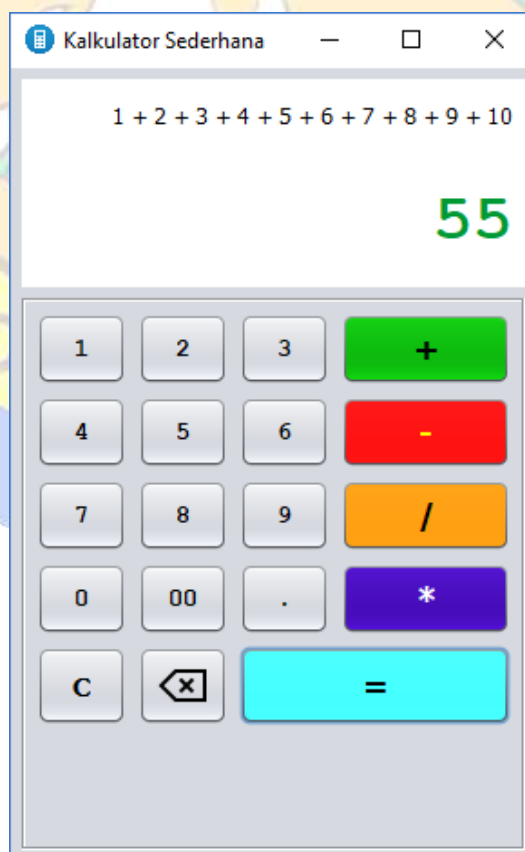 Kalkulator Sederhana
1 + 2 + 3 + 4 + 5 + 6 + 7 + 8 + 9 + 10
55
1 2 3 +
4 5 6 -
7 8 9 /
0 00 . *
C =